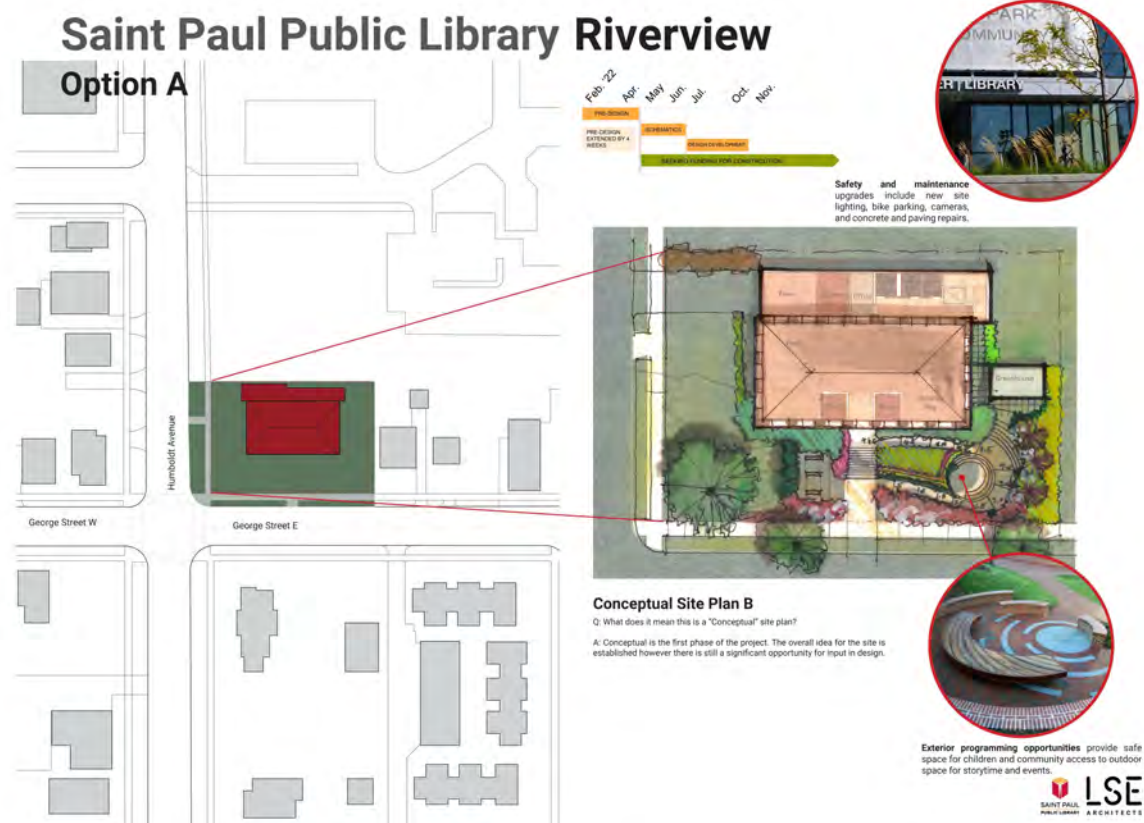 Saint Paul Public Library Riverview
Option A
Feb. '22
Apr.
May
Jun.
Jul.
Oct.
Nov.
PRE-DESIGN
PRE-DESIGN
EXTENDED BY 4
WEEKS
SCHEMATICS
DESIGN DEVELOPMENT
SEEKING FUNDING FOR CONSTRUCTION
PARK
OMMUN
ER | LIBRARY
Safety and maintenance
upgrades include new site
lighting, bike parking, cameras,
and concrete and paving repairs.
Humboldt Avenue
George Street W
George Street E
Conceptual Site Plan B
Q: What does it mean this is a "Conceptual" site plan?
A: Conceptual is the first phase of the project. The overall idea for the site is
established however there is still a significant opportunity for input in design.
Exterior programming opportunities provide safe
space for children and community access to outdoor
space for storytime and events.
SAINT PAUL
PUBLIC LIBRARY
LSE
ARCHITECTS